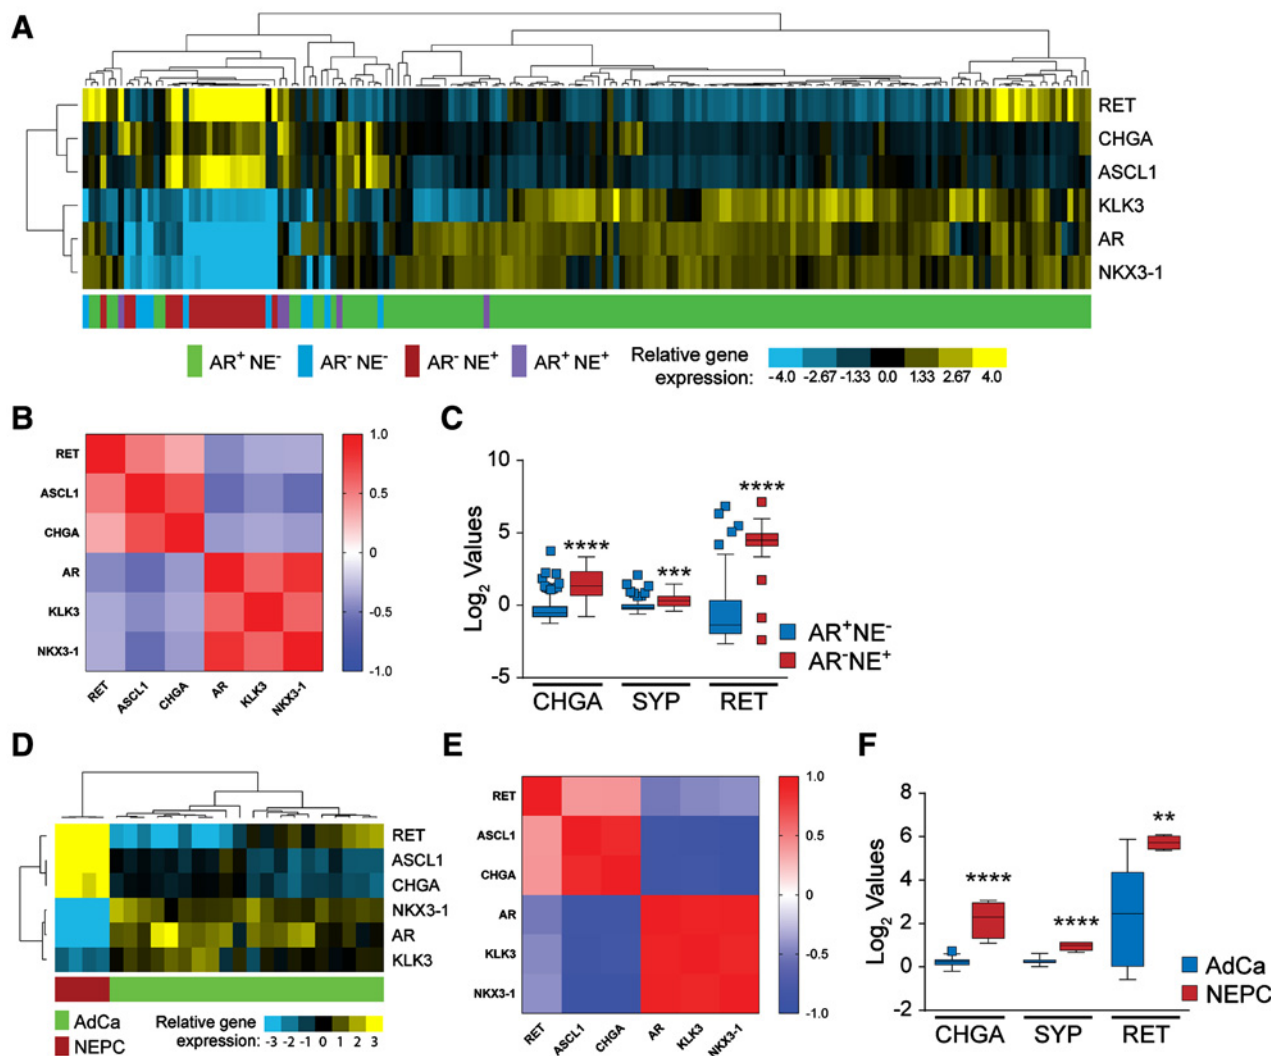 A
RET
CHGA
ASCL1
KLK3
AR
NKX3-1
AR+ NE- AR- NE- AR- NE+ AR+ NE+
Relative gene expression:
-4.0 -2.67 -1.33 0.0 1.33 2.67 4.0
B
RET
ASCL1
CHGA
AR
KLK3
NKX3-1
RET ASCL1 CHGA AR KLK3 NKX3-1
1.0
0.5
0
-0.5
-1.0
C
Log2 Values
10
5
0
-5
**** *** ****
CHGA SYP RET
AR+NE-
AR-NE+
D
RET
ASCL1
CHGA
NKX3-1
AR
KLK3
AdCa
NEPC
Relative gene expression:
-3 -2 -1 0 1 2 3
E
RET
ASCL1
CHGA
AR
KLK3
NKX3-1
RET ASCL1 CHGA AR KLK3 NKX3-1
1.0
0.5
0
-0.5
-1.0
F
Log2 Values
8
6
4
2
0
-2
**** **** **
CHGA SYP RET
AdCa
NEPC